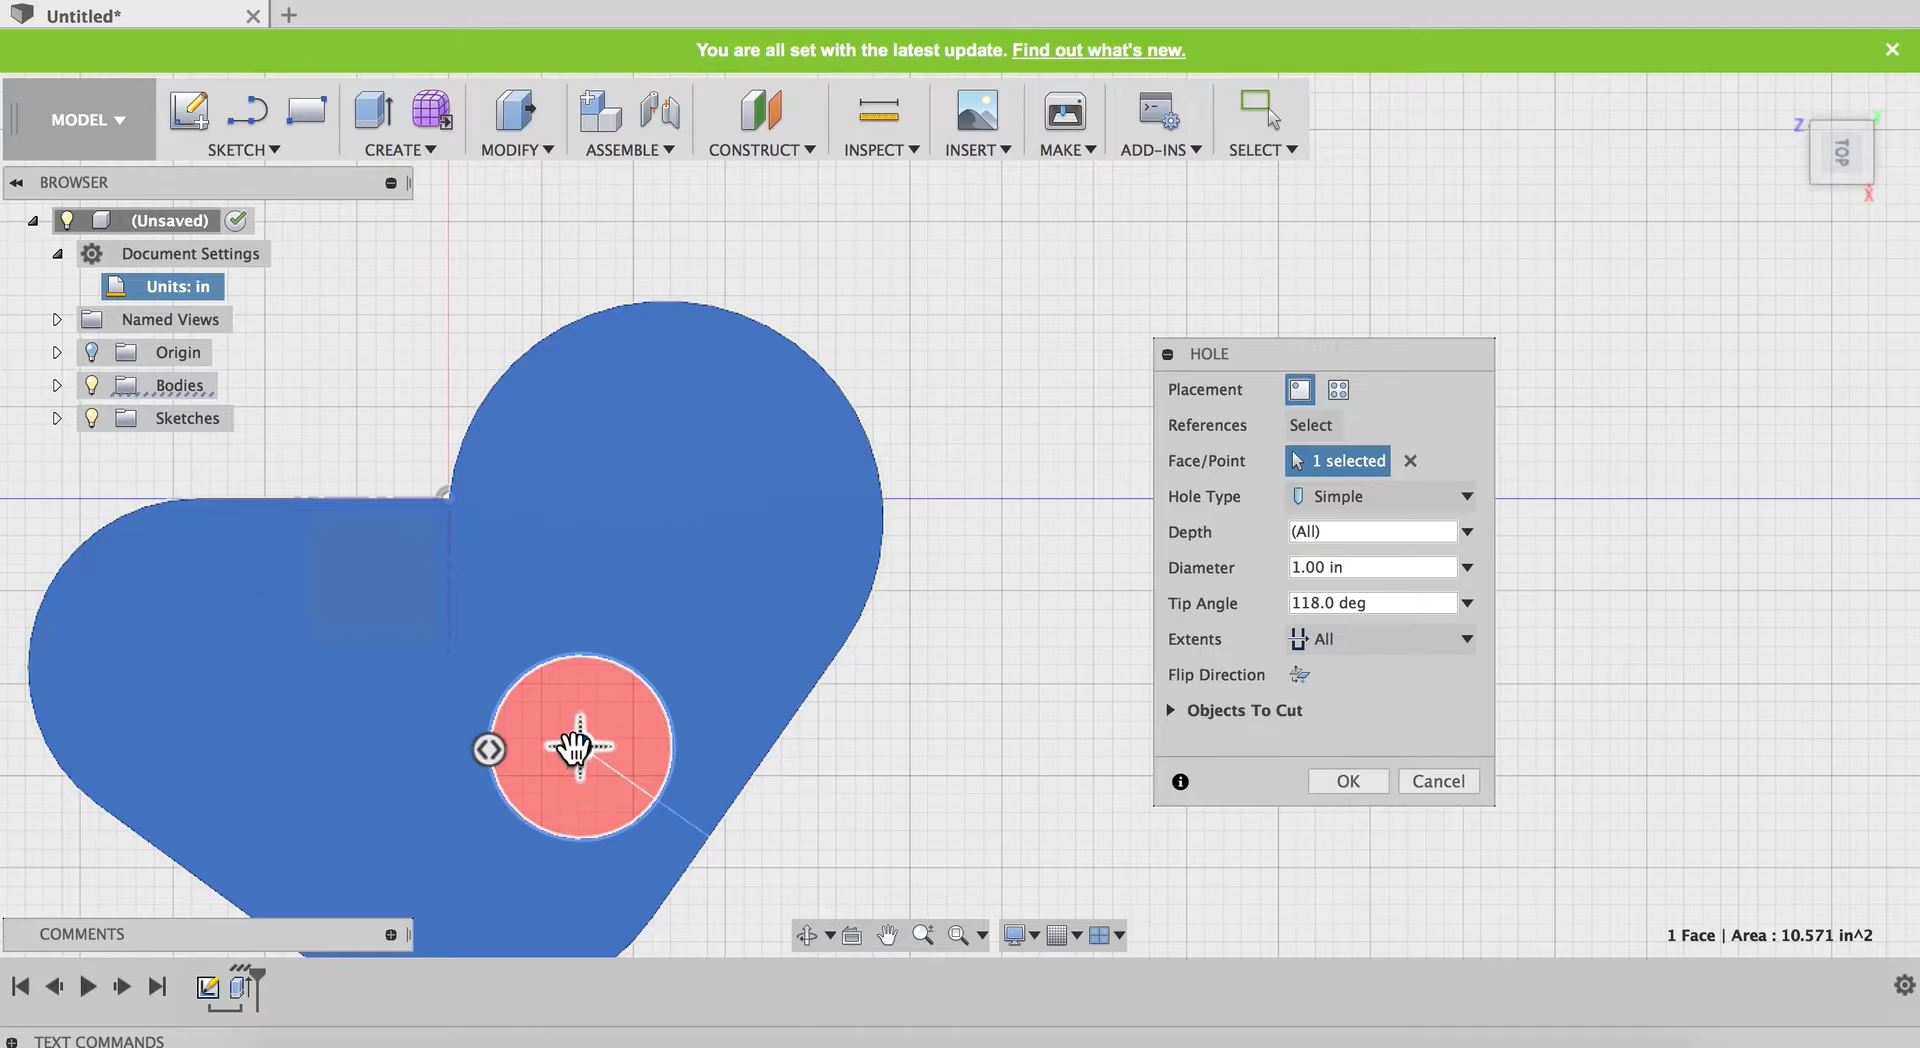 Untitled*
You are all set with the latest update. Find out what's new.
MODEL
SKETCH
CREATE
MODIFY
ASSEMBLE
CONSTRUCT
INSPECT
INSERT
MAKE
ADD-INS
SELECT
Z
Y
TOP
X
BROWSER
(Unsaved)
Document Settings
Units: in
Named Views
Origin
Bodies
Sketches
HOLE
Placement
References Select
Face/Point 1 selected
Hole Type Simple
Depth (All)
Diameter 1.00 in
Tip Angle 118.0 deg
Extents All
Flip Direction
Objects To Cut
OK Cancel
COMMENTS
1 Face | Area : 10.571 in^2
TEXT COMMANDS